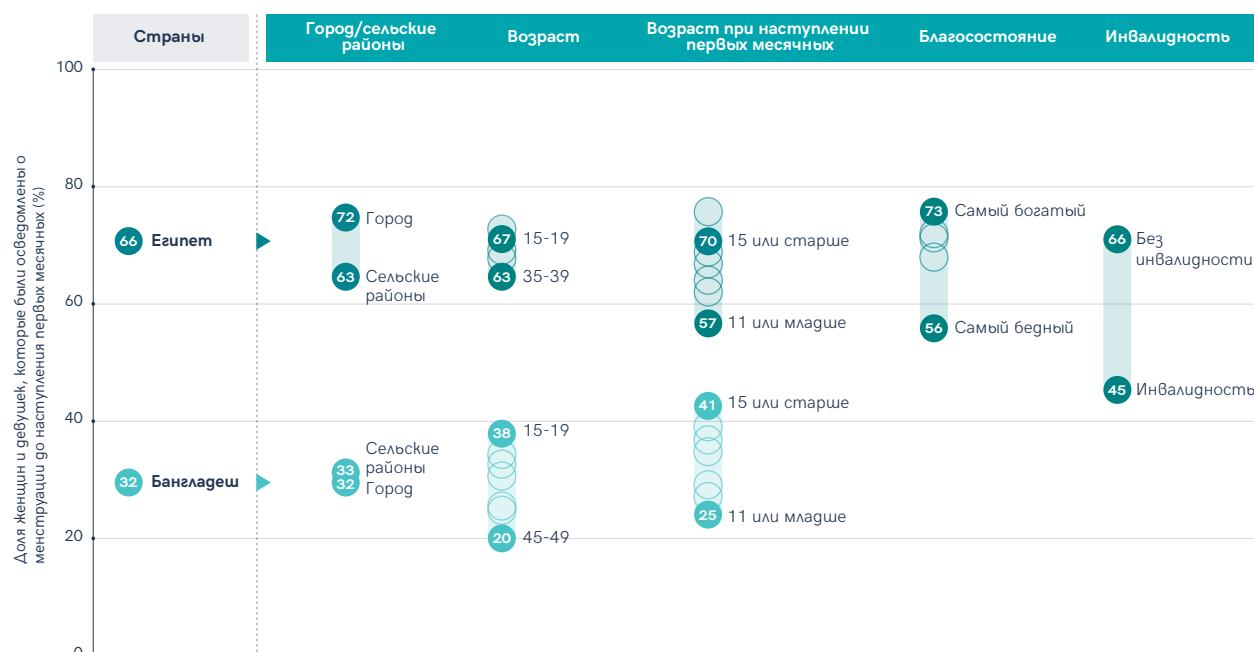 Страны
Город/сельские
районы
Возраст
Возраст при наступлении
первых месячных
Благосостояние
Инвалидность
Доля женщин и девушек, которые были осведомлены о
менструации до наступления первых месячных (%)
100
80
60
40
20
0
66 Египет
72 Город
63 Сельские
районы
67 15-19
63 35-39
70 15 или старше
57 11 или младше
73 Самый богатый
56 Самый бедный
66 Без
инвалидности
45 Инвалидность
32 Бангладеш
33 Сельские
районы
32 Город
38 15-19
20 45-49
41 15 или старше
25 11 или младше